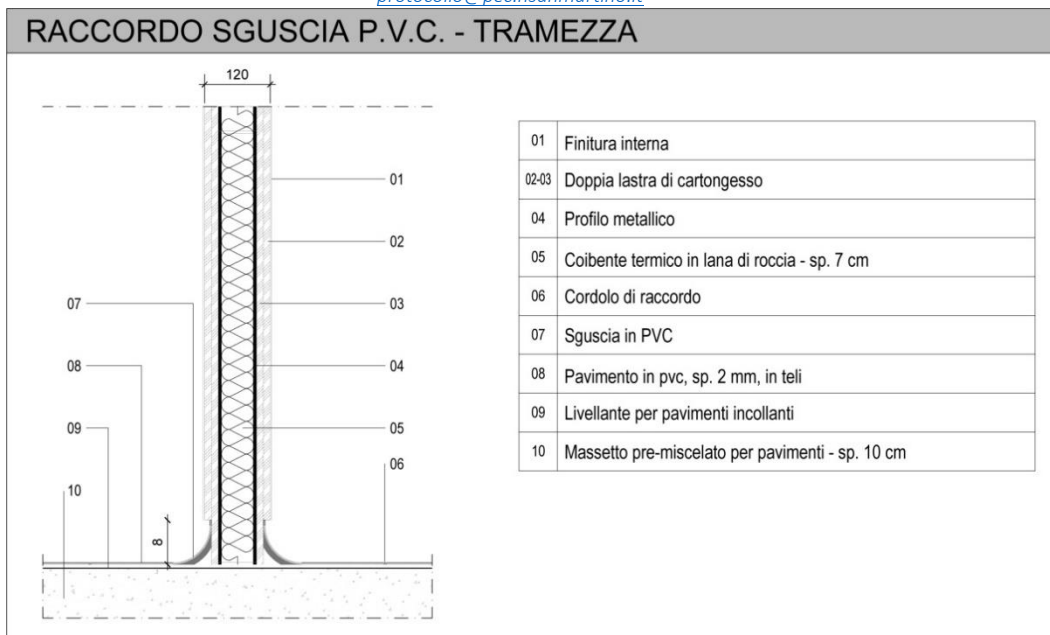 RACCORDO SGUSCIA P.V.C. - TRAMEZZA
120
01
02
07
03
08
04
09
05
06
10
8
01 Finitura interna
02-03 Doppia lastra di cartongesso
04 Profilo metallico
05 Coibente termico in lana di roccia - sp. 7 cm
06 Cordolo di raccordo
07 Sguscia in PVC
08 Pavimento in pvc, sp. 2 mm, in teli
09 Livellante per pavimenti incollanti
10 Massetto pre-miscelato per pavimenti - sp. 10 cm